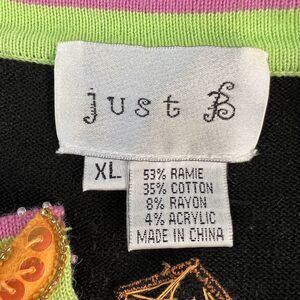 just B
XL
53% RAMIE
35% COTTON
8% RAYON
4% ACRYLIC
MADE IN CHINA